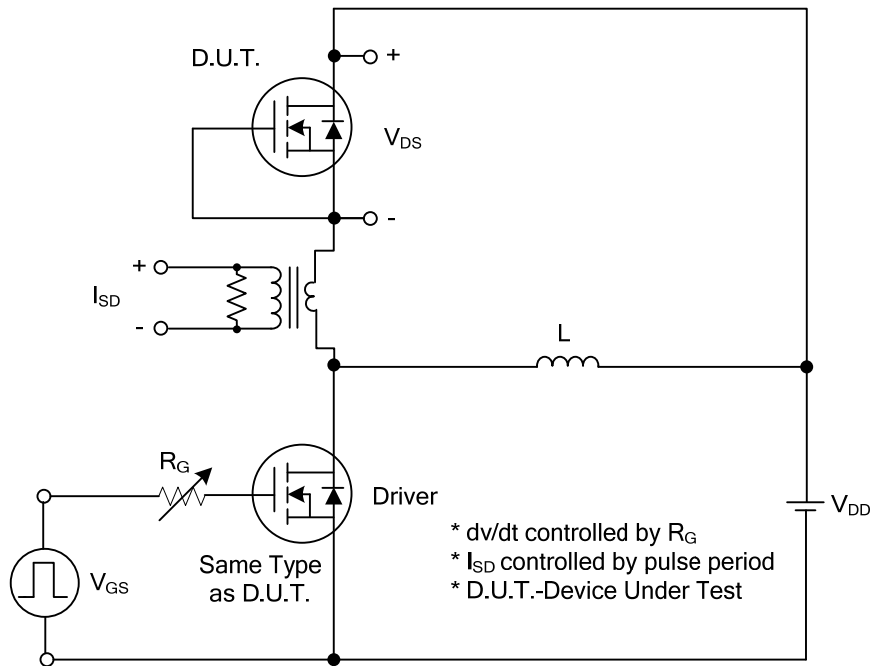 D.U.T.
+
V_DS
-
+
I_SD
-
L
R_G
Driver
V_DD
V_GS
Same Type
as D.U.T.
* dv/dt controlled by R_G
* I_SD controlled by pulse period
* D.U.T.-Device Under Test